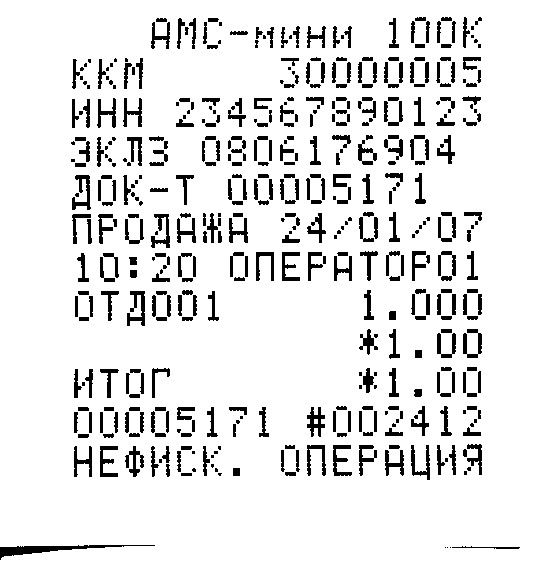 АМС-мини 100К
ККМ 30000005
ИНН 234567890123
ЭКЛЗ 0806176904
ДОК-Т 00005171
ПРОДАЖА 24/01/07
10:20 ОПЕРАТОР01
ОТД001 1.000
*1.00
ИТОГ *1.00
00005171 #002412
НЕФИСК. ОПЕРАЦИЯ